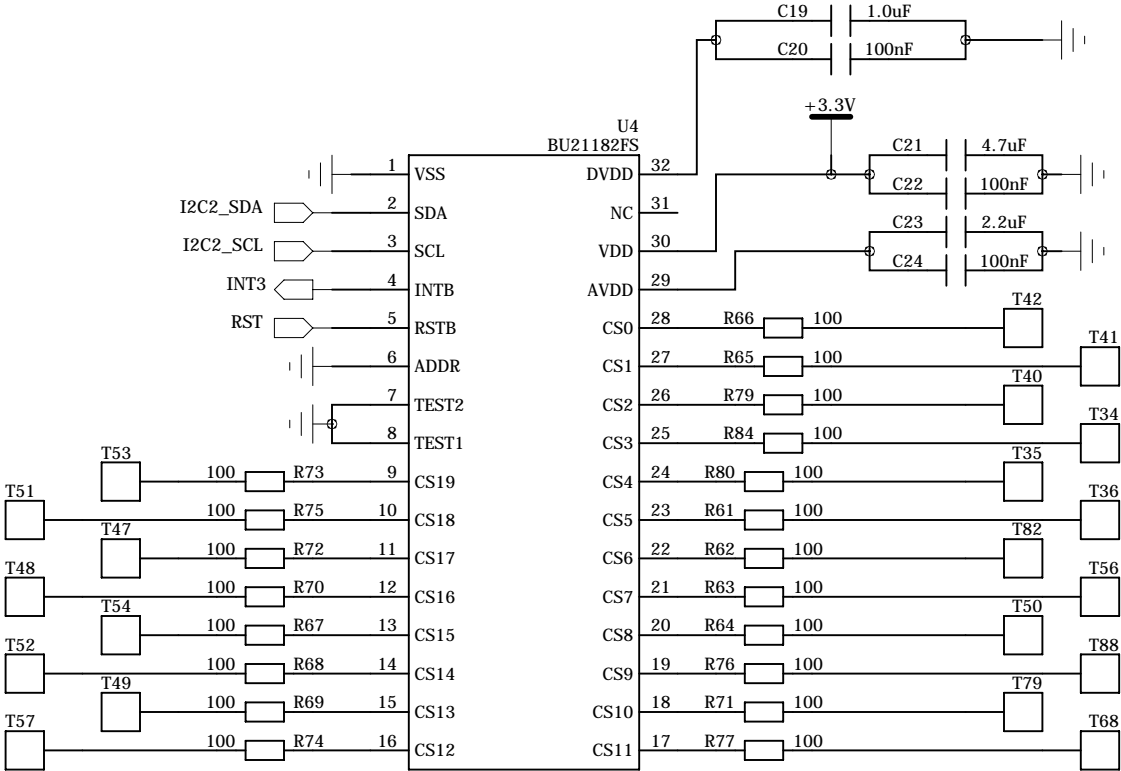 C19 1.0uF
C20 100nF
+3.3V
U4
BU21182FS
C21 4.7uF
C22 100nF
C23 2.2uF
C24 100nF
1 VSS DVDD 32
I2C2_SDA 2 SDA NC 31
I2C2_SCL 3 SCL VDD 30
INT3 4 INTB AVDD 29
RST 5 RSTB CS0 28 R66 100 T42
6 ADDR CS1 27 R65 100 T41
7 TEST2 CS2 26 R79 100 T40
8 TEST1 CS3 25 R84 100 T34
T53 100 R73 9 CS19 CS4 24 R80 100 T35
T51 100 R75 10 CS18 CS5 23 R61 100 T36
T47 100 R72 11 CS17 CS6 22 R62 100 T82
T48 100 R70 12 CS16 CS7 21 R63 100 T56
T54 100 R67 13 CS15 CS8 20 R64 100 T50
T52 100 R68 14 CS14 CS9 19 R76 100 T88
T49 100 R69 15 CS13 CS10 18 R71 100 T79
T57 100 R74 16 CS12 CS11 17 R77 100 T68